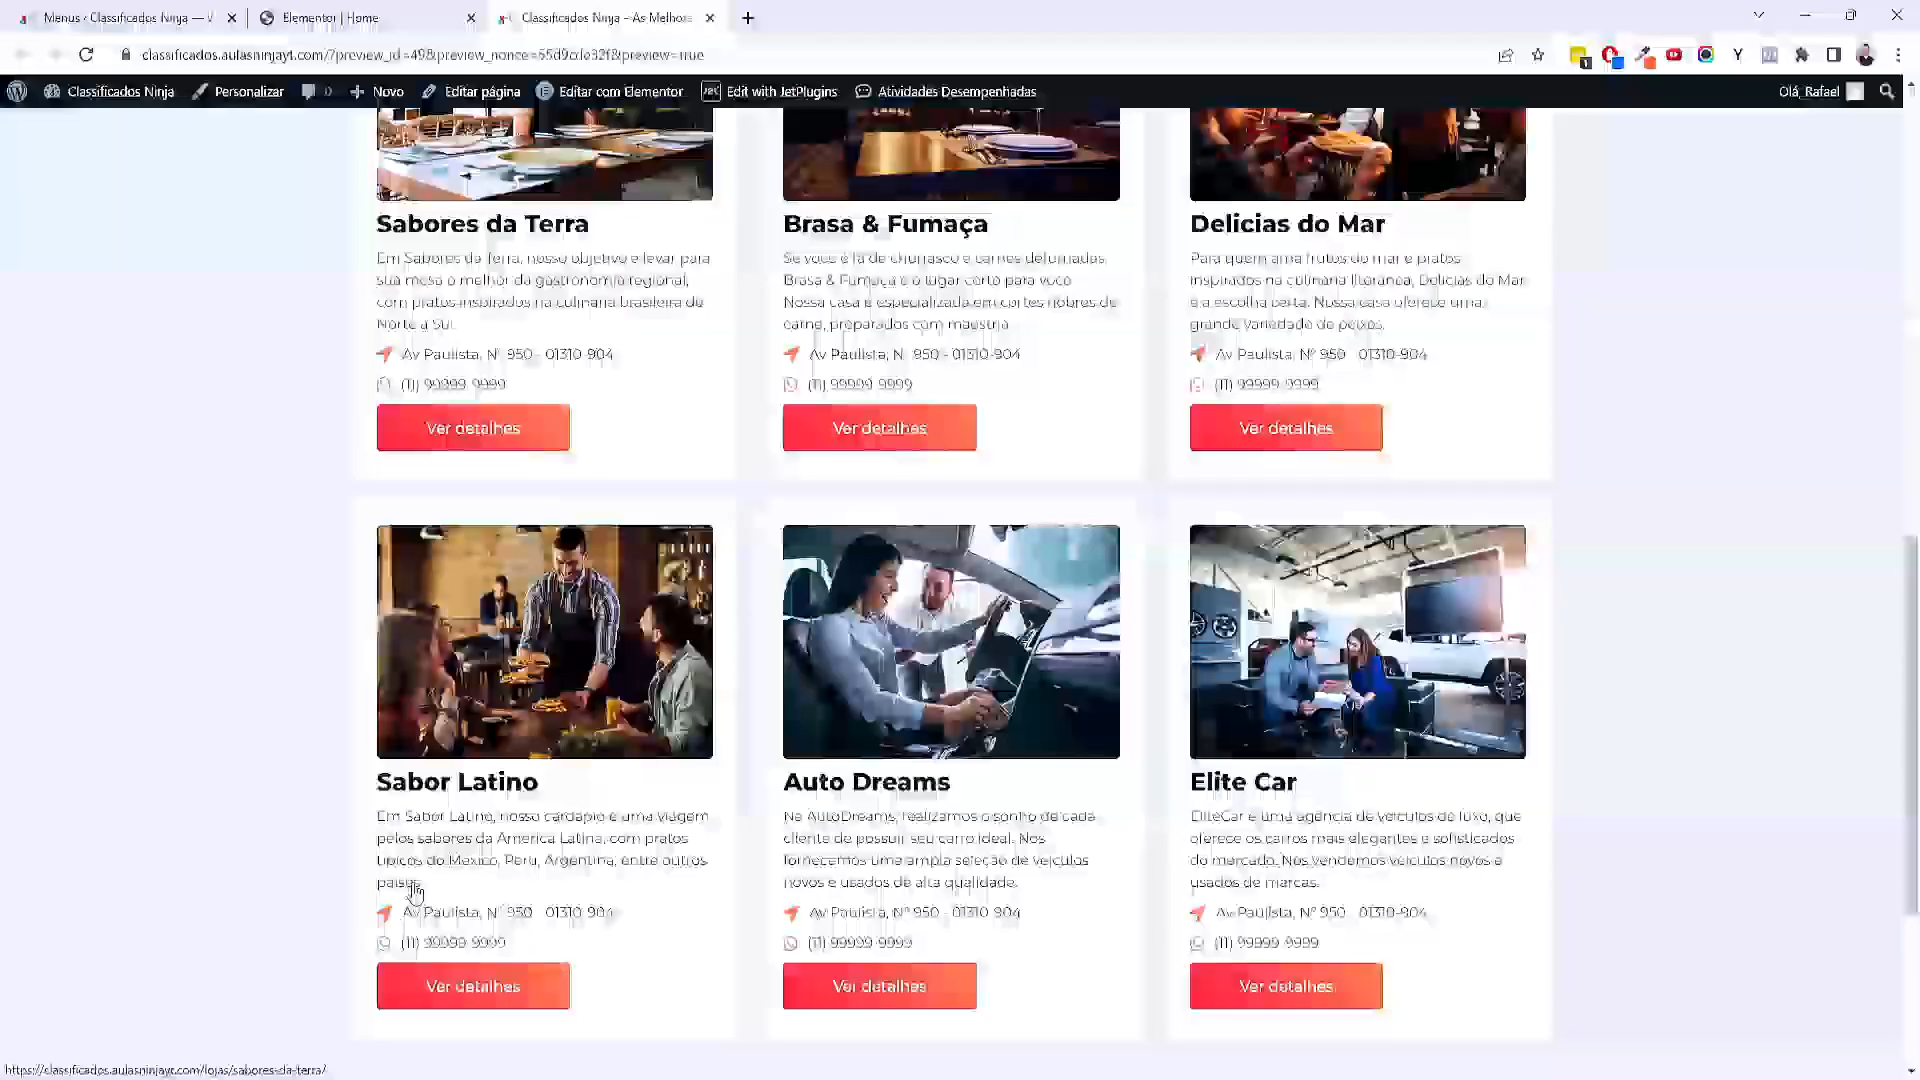 Menus ‹ Classificados Ninja — \
Elementor | Home
Classificados Ninja – As Melhore
classificados.aulasninjayt.com/?preview_id=49&preview_nonce=55d9cde32f&preview=true
Classificados Ninja
Personalizar
0
Novo
Editar página
Editar com Elementor
Edit with JetPlugins
Atividades Desempenhadas
Olá, Rafael
Sabores da Terra
Em Sabores da Terra, nosso objetivo é levar para
sua mesa o melhor da gastronomia regional,
com pratos inspirados na culinária brasileira de
Norte a Sul.
Av Paulista, Nº 950 - 01310-904
(11) 99999-9999
Ver detalhes
Brasa & Fumaça
Se você é fã de churrasco e carnes defumadas,
Brasa & Fumaça é o lugar certo para você.
Nossa casa é especializada em cortes nobres de
carne, preparados com maestria
Av Paulista, Nº 950 - 01310-904
(11) 99999-9999
Ver detalhes
Delícias do Mar
Para quem ama frutos do mar e pratos
inspirados na culinária litorânea, Delícias do Mar
é a escolha certa. Nossa casa oferece uma
grande variedade de peixes.
Av Paulista, Nº 950 - 01310-904
(11) 99999-9999
Ver detalhes
Sabor Latino
Em Sabor Latino, nosso cardápio é uma viagem
pelos sabores da América Latina, com pratos
típicos do México, Peru, Argentina, entre outros
países.
Av Paulista, Nº 950 - 01310-904
(11) 99999-9999
Ver detalhes
Auto Dreams
Na AutoDreams, realizamos o sonho de cada
cliente de possuir seu carro ideal. Nós
fornecemos uma ampla seleção de veículos
novos e usados de alta qualidade.
Av Paulista, Nº 950 - 01310-904
(11) 99999-9999
Ver detalhes
Elite Car
EliteCar é uma agência de veículos de luxo, que
oferece os carros mais elegantes e sofisticados
do mercado. Nós vendemos veículos novos e
usados de marcas.
Av Paulista, Nº 950 - 01310-904
(11) 99999-9999
Ver detalhes
https://classificados.aulasninjayt.com/lojas/sabores-da-terra/